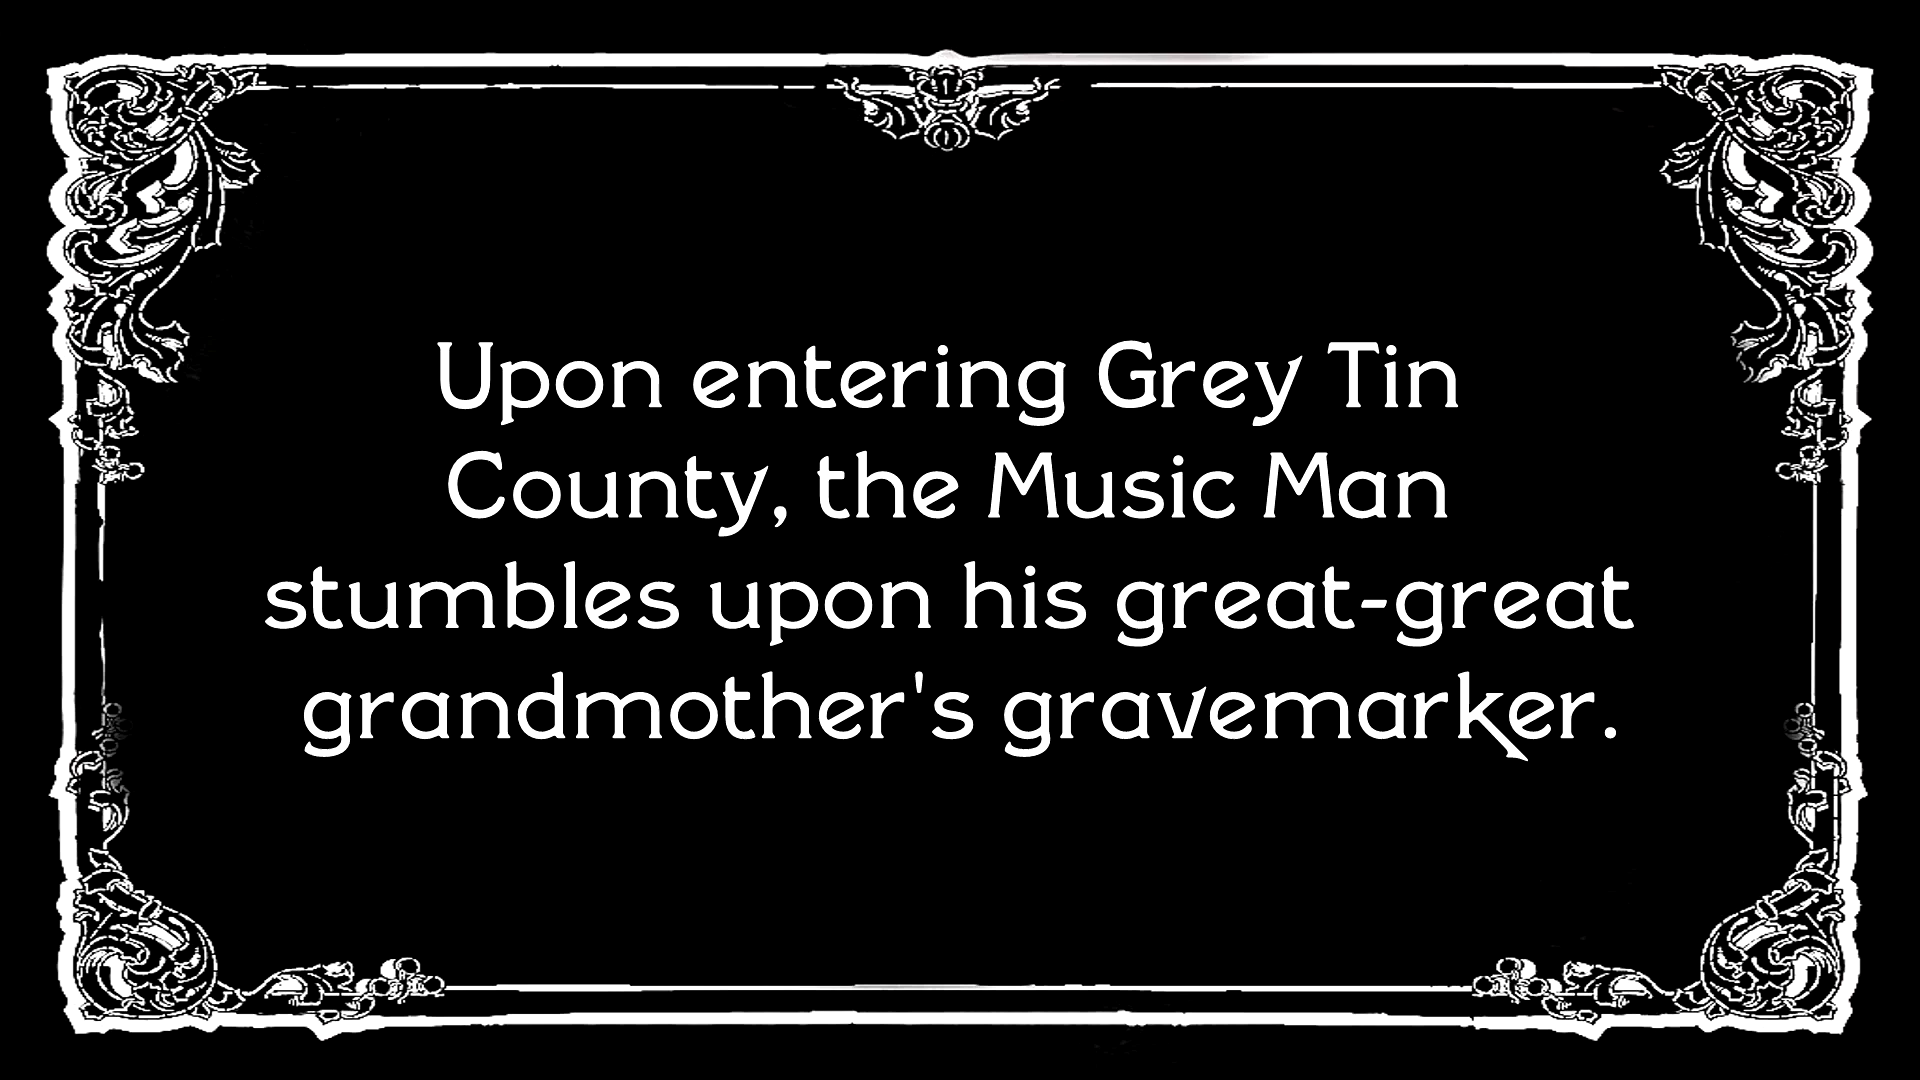 Upon entering Grey Tin
County, the Music Man
stumbles upon his great-great
grandmother's gravemarker.